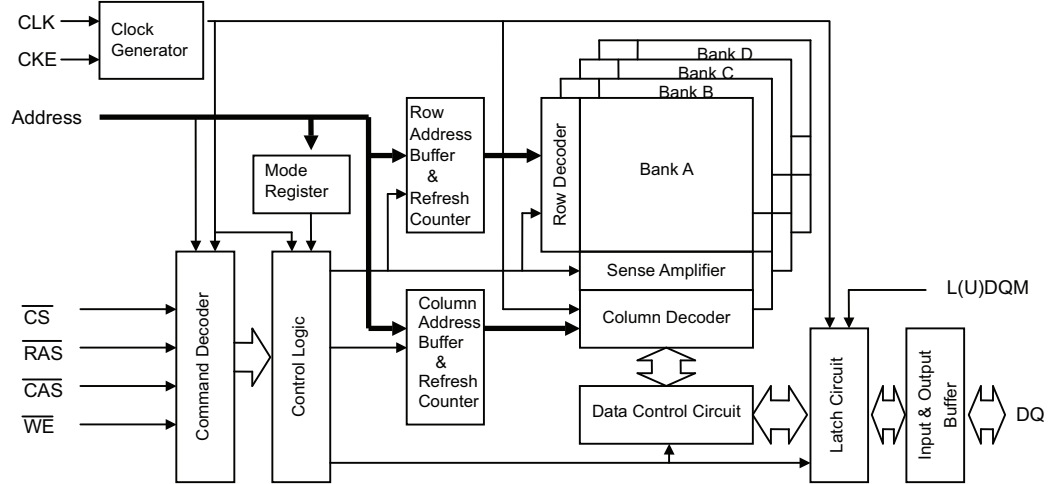 CLK
CKE
Clock
Generator
Address
Mode
Register
Row
Address
Buffer
&
Refresh
Counter
Row Decoder
Bank D
Bank C
Bank B
Bank A
Sense Amplifier
Column Decoder
Column
Address
Buffer
&
Refresh
Counter
CS
RAS
CAS
WE
Command Decoder
Control Logic
Data Control Circuit
L(U)DQM
Latch Circuit
Input & Output
Buffer
DQ